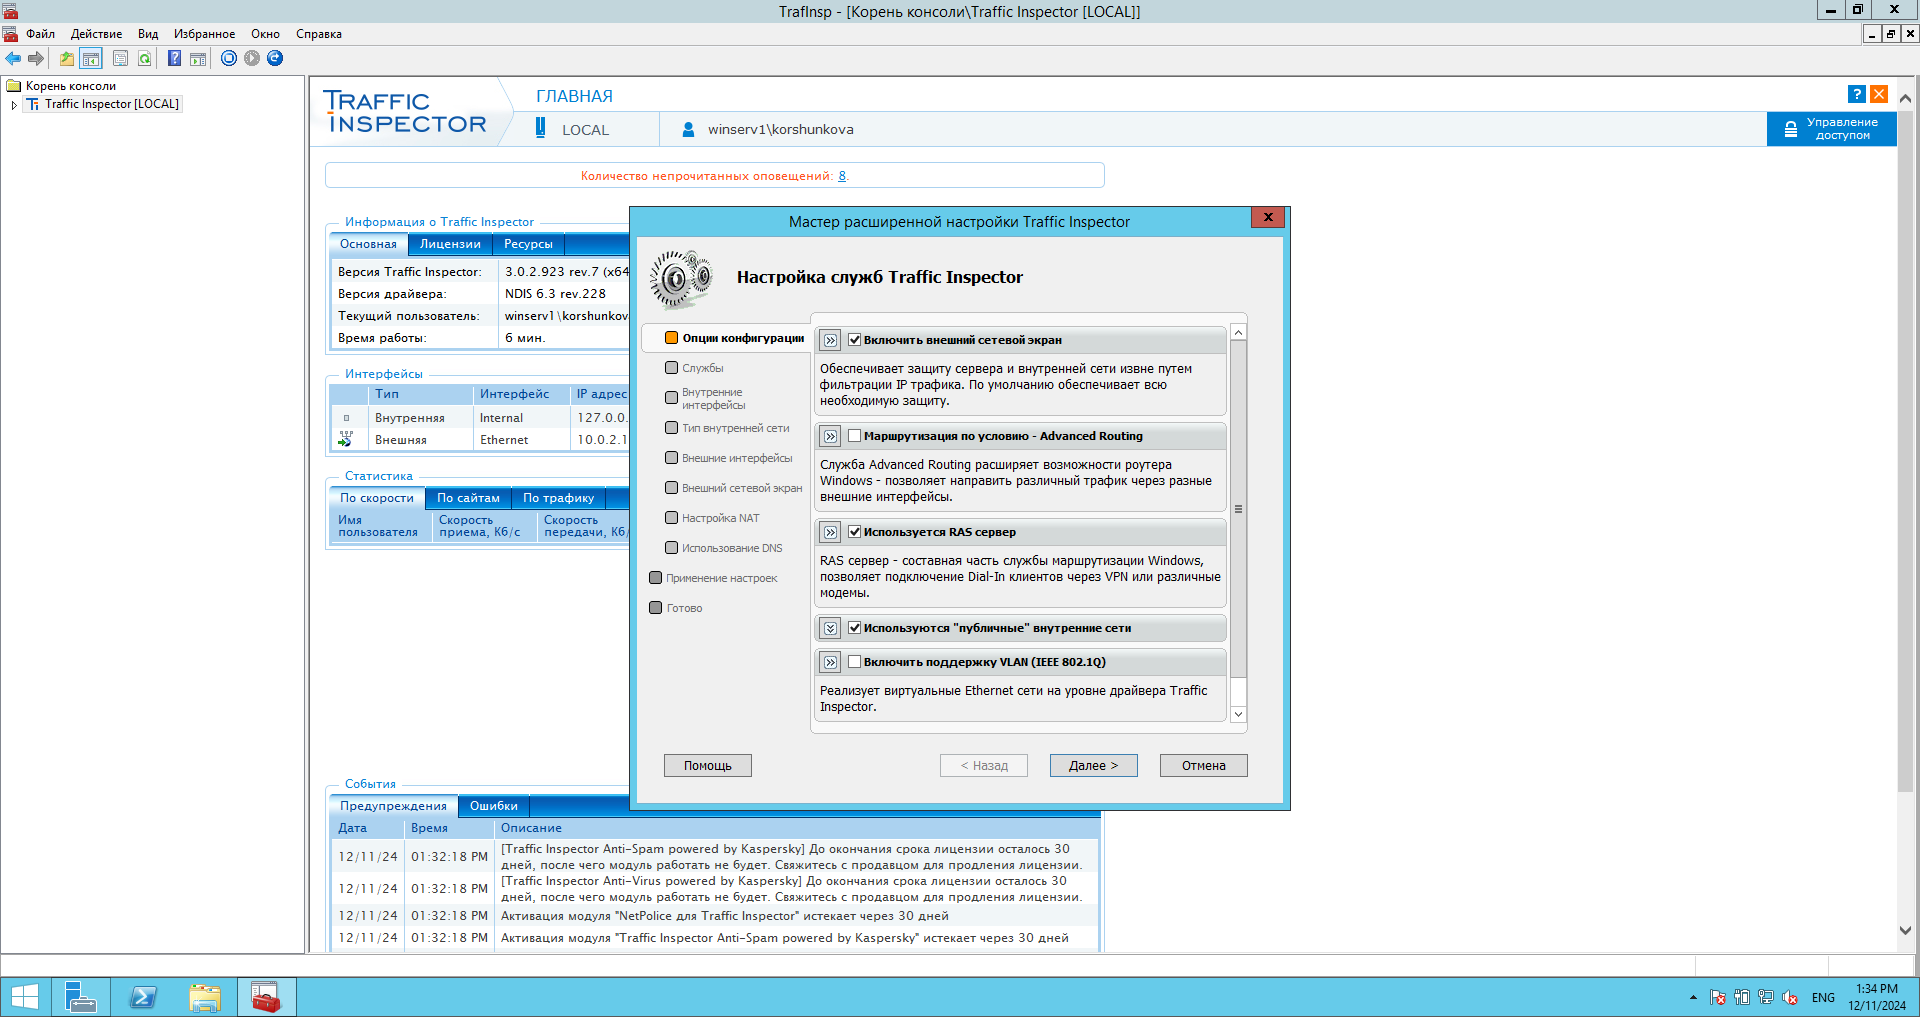 TrafInsp - [Корень консоли\Traffic Inspector [LOCAL]]
Файл Действие Вид Избранное Окно Справка
Корень консоли
Traffic Inspector [LOCAL]
TRAFFIC
INSPECTOR
ГЛАВНАЯ
LOCAL
winserv1\korshunkova
Управление
доступом
Количество непрочитанных оповещений: 8.
Информация о Traffic Inspector
Основная Лицензии Ресурсы
Версия Traffic Inspector: 3.0.2.923 rev.7 (x64
Версия драйвера: NDIS 6.3 rev.228
Текущий пользователь: winserv1\korshunkova
Время работы: 6 мин.
Интерфейсы
Тип Интерфейс IP адрес
Внутренняя Internal 127.0.0.
Внешняя Ethernet 10.0.2.1
Статистика
По скорости По сайтам По трафику
Имя
пользователя
Скорость
приема, Кб/с
Скорость
передачи, Кб/
События
Предупреждения Ошибки
Дата Время Описание
12/11/24 01:32:18 PM [Traffic Inspector Anti-Spam powered by Kaspersky] До окончания срока лицензии осталось 30
дней, после чего модуль работать не будет. Свяжитесь с продавцом для продления лицензии.
12/11/24 01:32:18 PM [Traffic Inspector Anti-Virus powered by Kaspersky] До окончания срока лицензии осталось 30
дней, после чего модуль работать не будет. Свяжитесь с продавцом для продления лицензии.
12/11/24 01:32:18 PM Активация модуля "NetPolice для Traffic Inspector" истекает через 30 дней
12/11/24 01:32:18 PM Активация модуля "Traffic Inspector Anti-Spam powered by Kaspersky" истекает через 30 дней
Мастер расширенной настройки Traffic Inspector
Настройка служб Traffic Inspector
Опции конфигурации
Службы
Внутренние
интерфейсы
Тип внутренней сети
Внешние интерфейсы
Внешний сетевой экран
Настройка NAT
Использование DNS
Применение настроек
Готово
Включить внешний сетевой экран
Обеспечивает защиту сервера и внутренней сети извне путем
фильтрации IP трафика. По умолчанию обеспечивает всю
необходимую защиту.
Маршрутизация по условию - Advanced Routing
Служба Advanced Routing расширяет возможности роутера
Windows - позволяет направить различный трафик через разные
внешние интерфейсы.
Используется RAS сервер
RAS сервер - составная часть службы маршрутизации Windows,
позволяет подключение Dial-In клиентов через VPN или различные
модемы.
Используются "публичные" внутренние сети
Включить поддержку VLAN (IEEE 802.1Q)
Реализует виртуальные Ethernet сети на уровне драйвера Traffic
Inspector.
Помощь < Назад Далее > Отмена
ENG
1:34 PM
12/11/2024